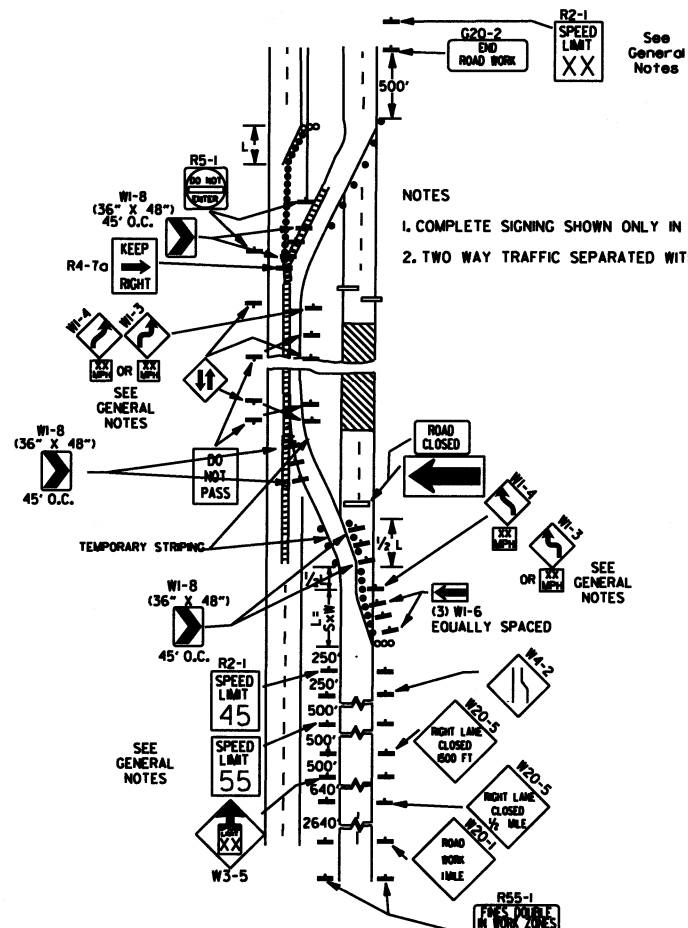 R2-1
SPEED
LIMIT
XX
See
General
Notes
G20-2
END
ROAD WORK
500'
L
R5-1
DO NOT
ENTER
W1-8
(36" X 48")
45' O.C.
R4-7a
KEEP
RIGHT
NOTES
1. COMPLETE SIGNING SHOWN ONLY IN
2. TWO WAY TRAFFIC SEPARATED WIT
W1-4
W1-3
XX
MPH
OR
XX
MPH
SEE
GENERAL
NOTES
W1-8
(36" X 48")
45' O.C.
DO
NOT
PASS
ROAD
CLOSED
TEMPORARY STRIPING
1/2 L
W1-4
XX
MPH
W1-3
OR
XX
MPH
SEE
GENERAL
NOTES
W1-8
(36" X 48")
45' O.C.
1/2 L
L=
SxW
(3) W1-6
EQUALLY SPACED
R2-1
SPEED
LIMIT
45
250'
250'
500'
500'
500'
640'
2640'
W4-2
SEE
GENERAL
NOTES
SPEED
LIMIT
55
W20-5
RIGHT LANE
CLOSED
1500 FT
W20-5
RIGHT LANE
CLOSED
1/2 MILE
XX
W3-5
W20-1
ROAD
WORK
1 MILE
R55-1
FINES DOUBLE
IN WORK ZONES